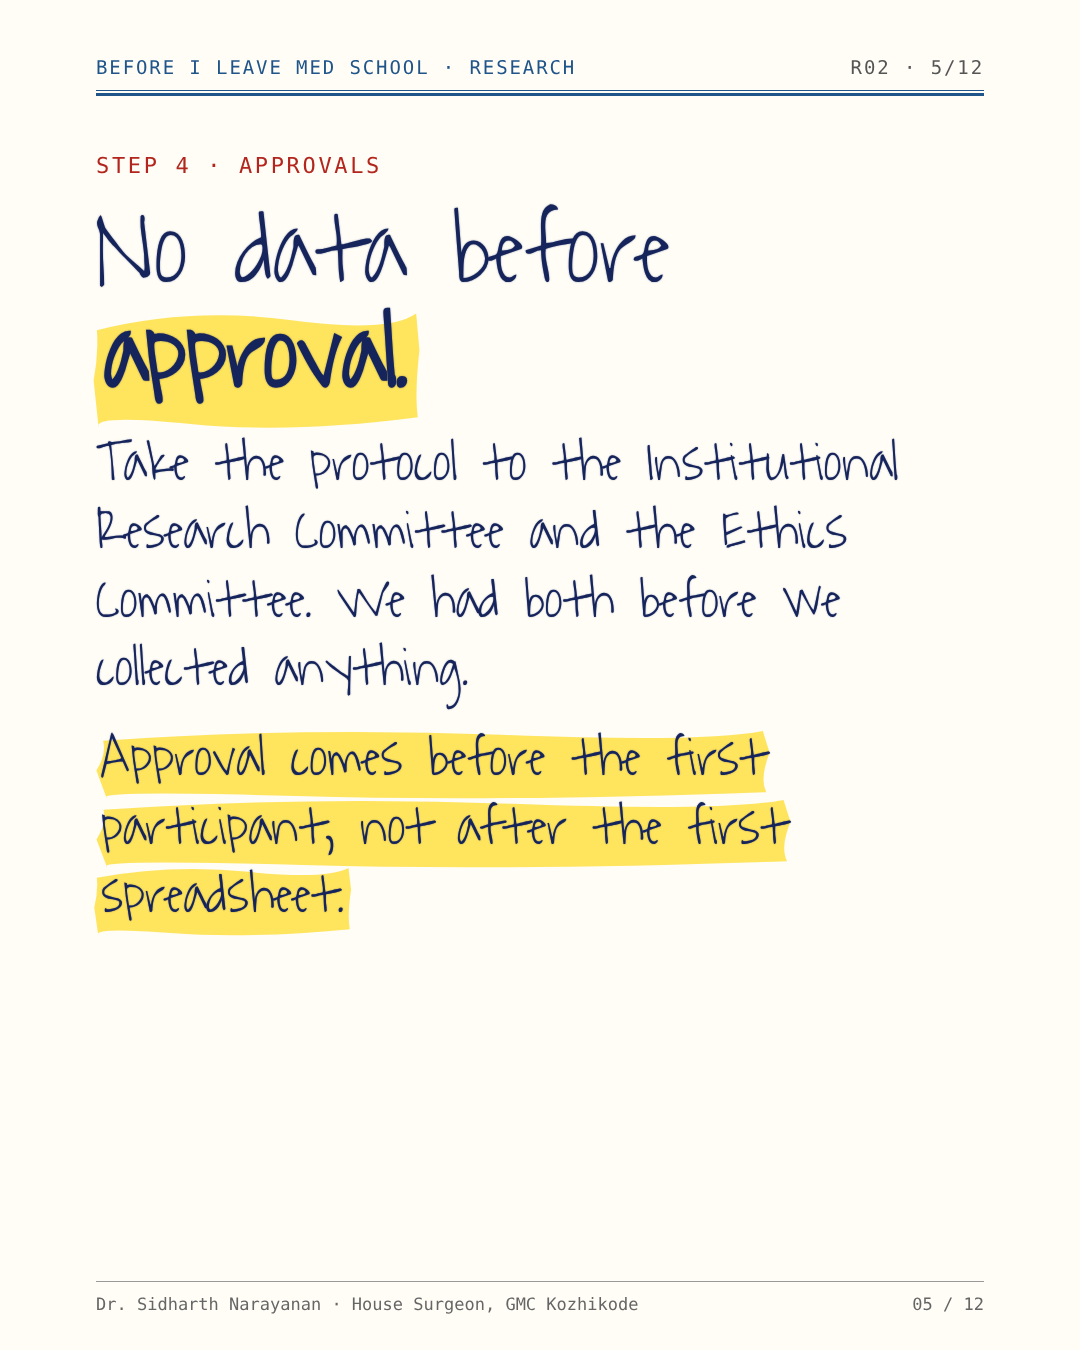 BEFORE I LEAVE MED SCHOOL · RESEARCH
R02 · 5/12
STEP 4 · APPROVALS
No data before
approval.
Take the protocol to the Institutional
Research Committee and the Ethics
Committee. We had both before we
collected anything.
Approval comes before the first
participant, not after the first
spreadsheet.
Dr. Sidharth Narayanan · House Surgeon, GMC Kozhikode
05 / 12